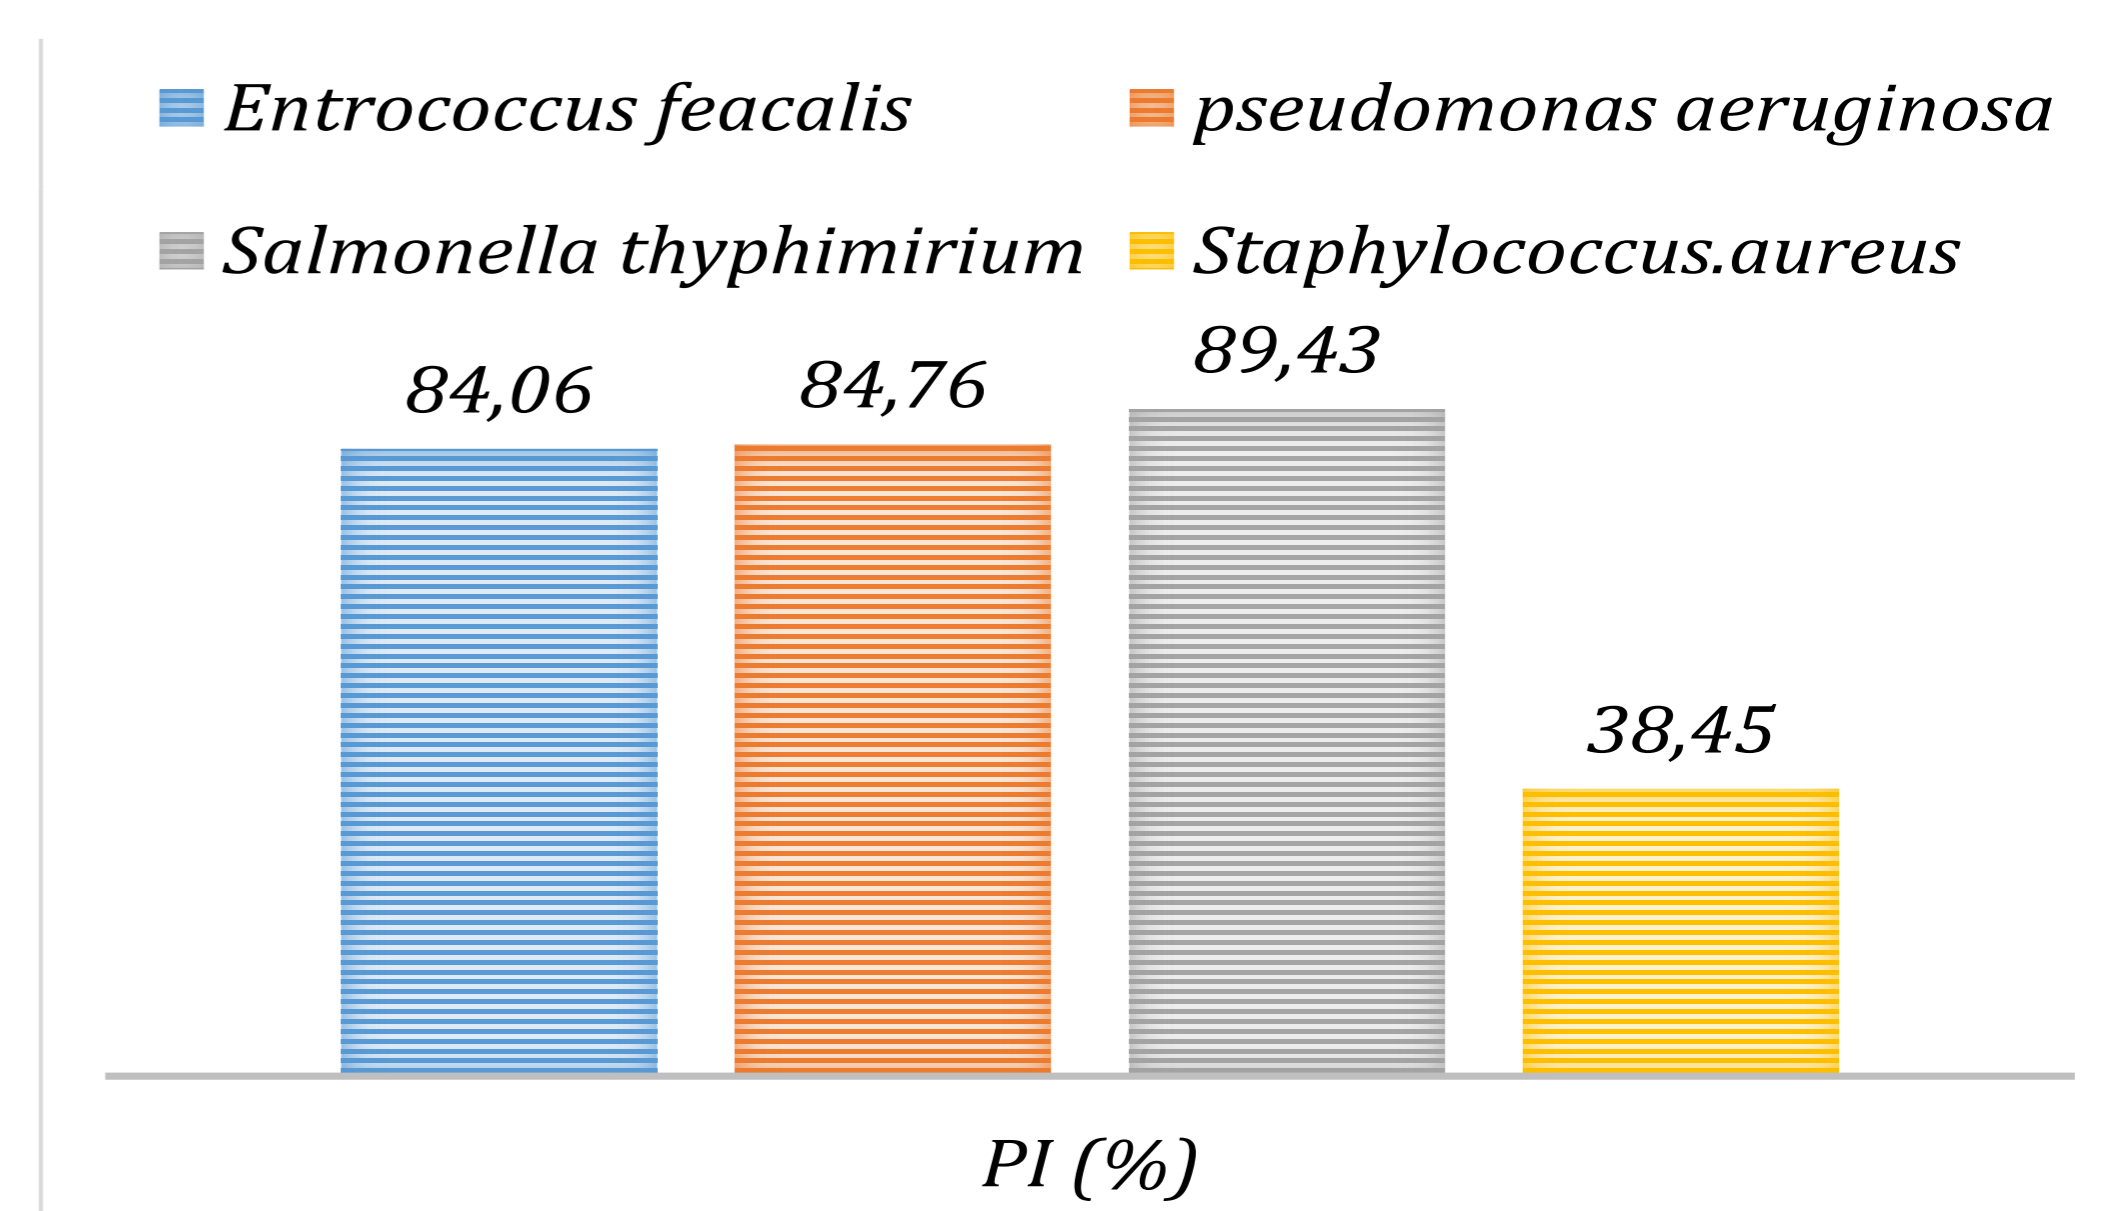 Entrococcus feacalis
pseudomonas aeruginosa
Salmonella thyphimirium
Staphylococcus.aureus
84,06
84,76
89,43
38,45
PI (%)